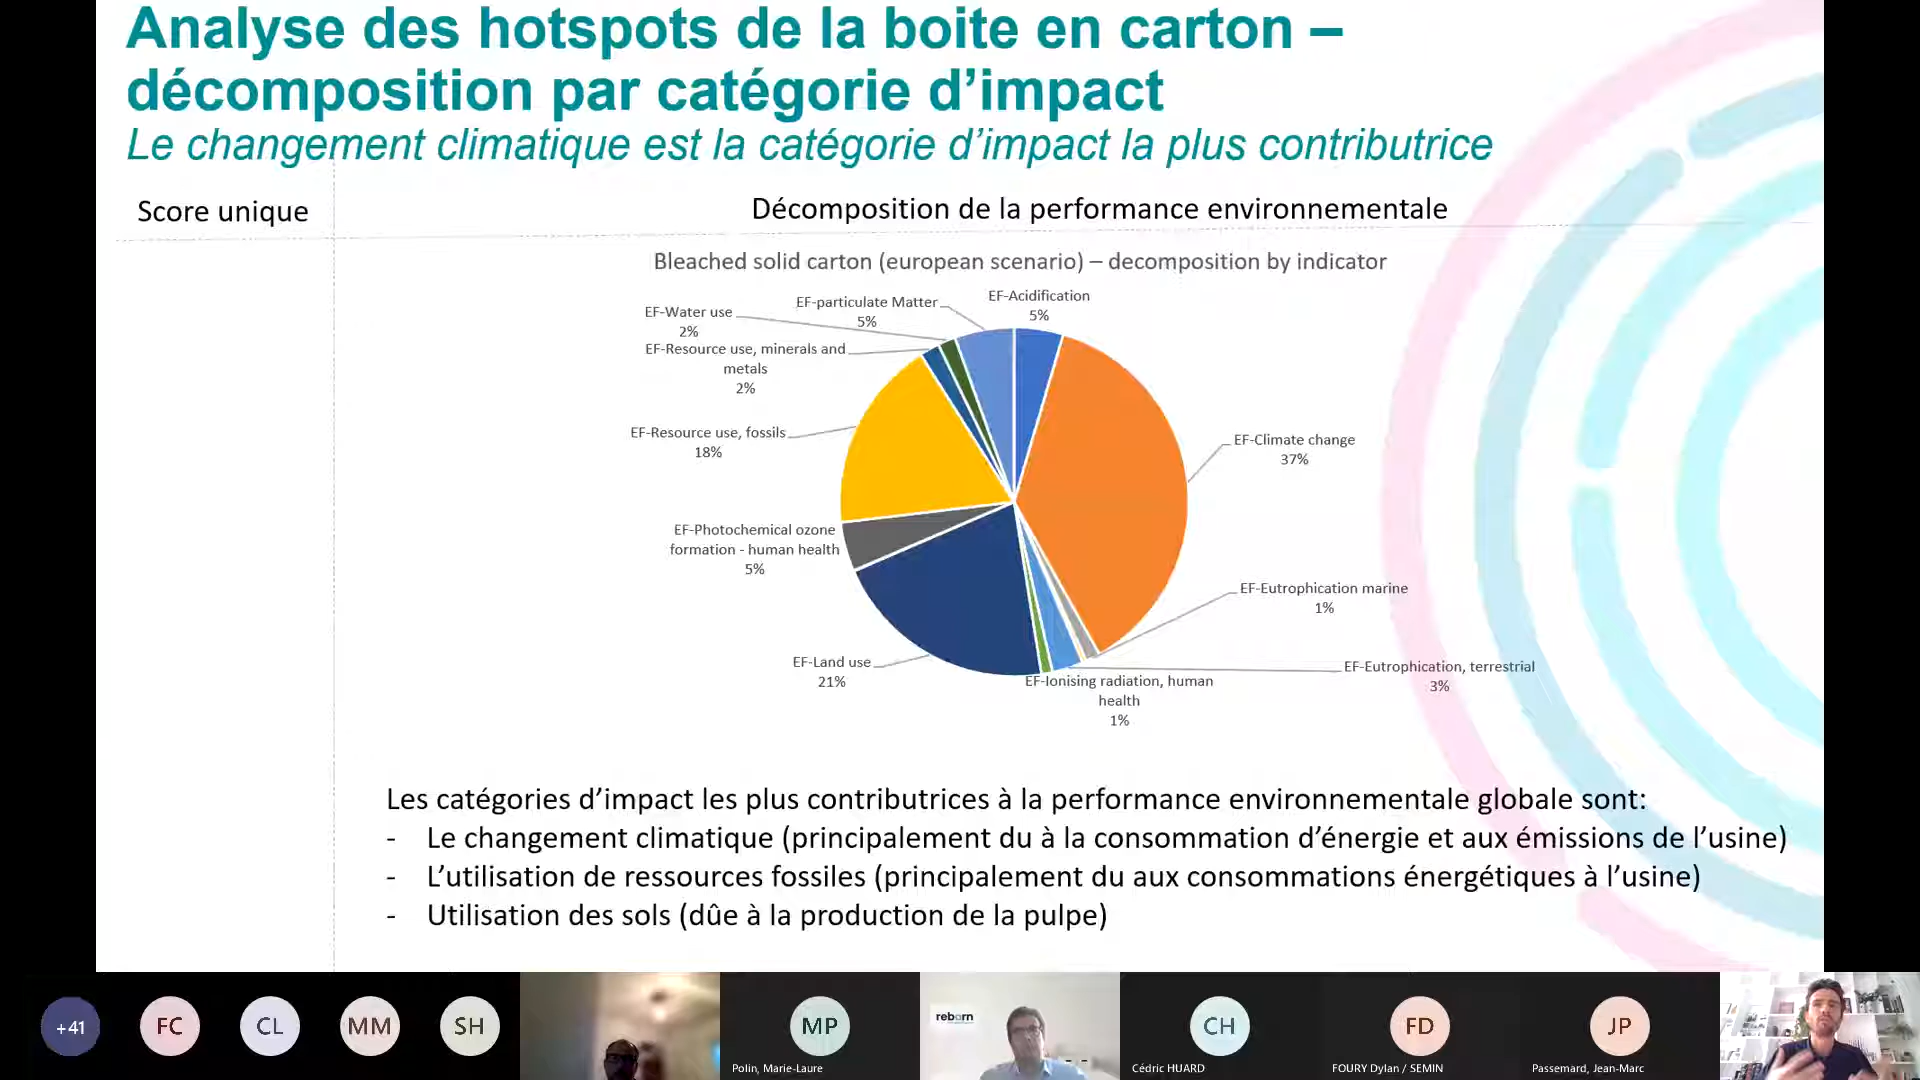 Analyse des hotspots de la boite en carton –
décomposition par catégorie d’impact
Le changement climatique est la catégorie d’impact la plus contributrice
Score unique
Décomposition de la performance environnementale
Bleached solid carton (european scenario) – decomposition by indicator
EF-Acidification
5%
EF-particulate Matter
5%
EF-Water use
2%
EF-Resource use, minerals and
metals
2%
EF-Resource use, fossils
18%
EF-Climate change
37%
EF-Photochemical ozone
formation - human health
5%
EF-Eutrophication marine
1%
EF-Land use
21%
EF-Eutrophication, terrestrial
3%
EF-Ionising radiation, human
health
1%
Les catégories d’impact les plus contributrices à la performance environnementale globale sont:
- Le changement climatique (principalement du à la consommation d’énergie et aux émissions de l’usine)
- L’utilisation de ressources fossiles (principalement du aux consommations énergétiques à l’usine)
- Utilisation des sols (dûe à la production de la pulpe)
+41
FC
CL
MM
SH
MP
Polin, Marie-Laure
reborn
CH
Cédric HUARD
FD
FOURY Dylan / SEMIN
JP
Passemard, Jean-Marc